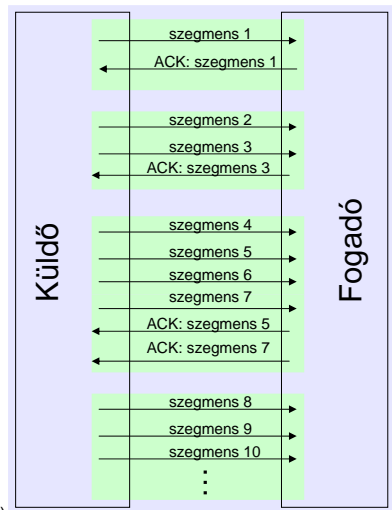 szegmens 1
ACK: szegmens 1
szegmens 2
szegmens 3
ACK: szegmens 3
szegmens 4
szegmens 5
szegmens 6
szegmens 7
ACK: szegmens 5
ACK: szegmens 7
szegmens 8
szegmens 9
szegmens 10
...
Küldő
Fogadó
)